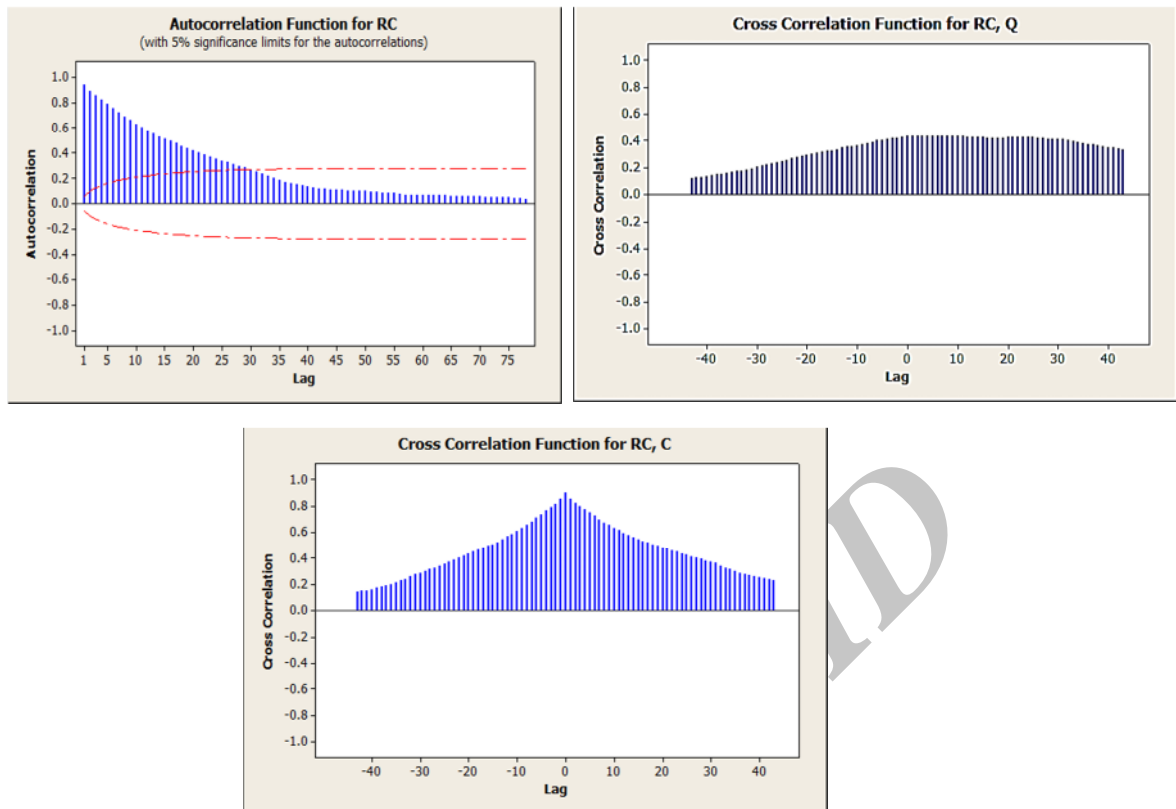 Autocorrelation Function for RC
(with 5% significance limits for the autocorrelations)
1.0
0.8
0.6
0.4
0.2
0.0
-0.2
-0.4
-0.6
-0.8
-1.0
Autocorrelation
1 5 10 15 20 25 30 35 40 45 50 55 60 65 70 75
Lag
Cross Correlation Function for RC, Q
1.0
0.8
0.6
0.4
0.2
0.0
-0.2
-0.4
-0.6
-0.8
-1.0
Cross Correlation
-40 -30 -20 -10 0 10 20 30 40
Lag
Cross Correlation Function for RC, C
1.0
0.8
0.6
0.4
0.2
0.0
-0.2
-0.4
-0.6
-0.8
-1.0
Cross Correlation
-40 -30 -20 -10 0 10 20 30 40
Lag